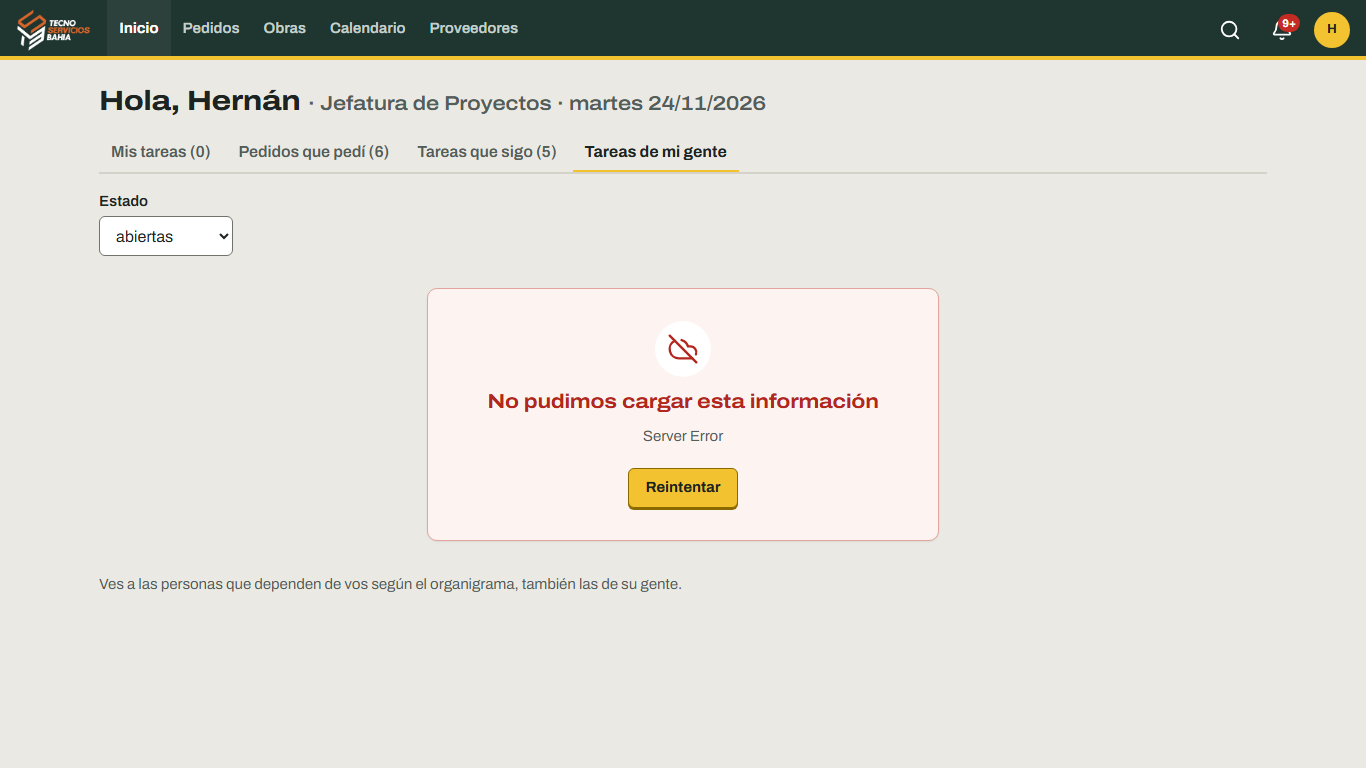 TECNO
SERVICIOS
BAHIA
Inicio
Pedidos
Obras
Calendario
Proveedores
9+
H
Hola, Hernán · Jefatura de Proyectos · martes 24/11/2026
Mis tareas (0)
Pedidos que pedí (6)
Tareas que sigo (5)
Tareas de mi gente
Estado
abiertas
No pudimos cargar esta información
Server Error
Reintentar
Ves a las personas que dependen de vos según el organigrama, también las de su gente.